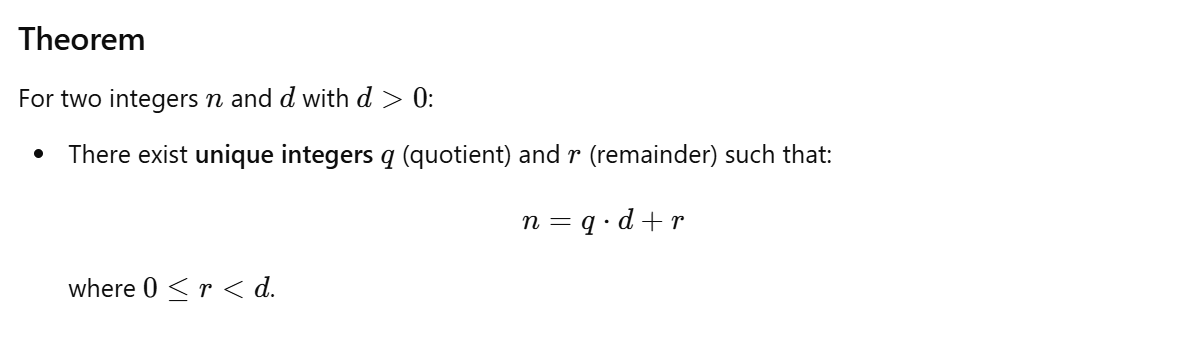 Theorem
For two integers n and d with d > 0:
• There exist unique integers q (quotient) and r (remainder) such that:
n = q · d + r
where 0 ≤ r < d.